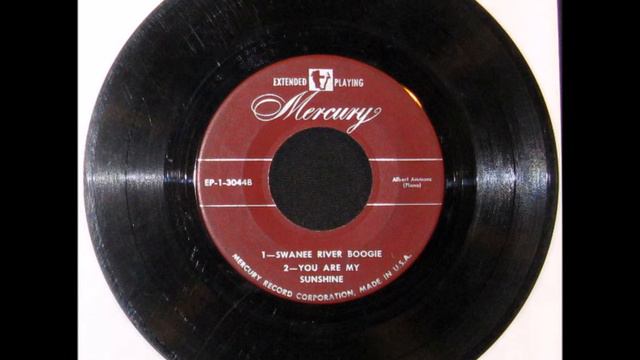 EXTENDED PLAYING
Mercury
EP-1-3044B
Albert Ammons
(Piano)
1—SWANEE RIVER BOOGIE
2—YOU ARE MY
SUNSHINE
MERCURY RECORD CORPORATION, MADE IN U.S.A.